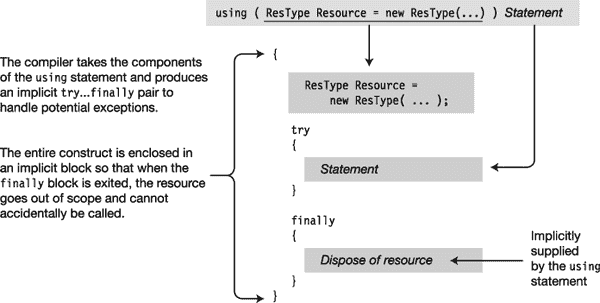 using ( ResType Resource = new ResType(...) ) Statement
The compiler takes the components
of the using statement and produces
an implicit try...finally pair to
handle potential exceptions.
The entire construct is enclosed in
an implicit block so that when the
finally block is exited, the resource
goes out of scope and cannot
accidentally be called.
{
ResType Resource =
new ResType( ... );
try
{
Statement
}
finally
{
Dispose of resource
}
}
Implicitly
supplied
by the using
statement